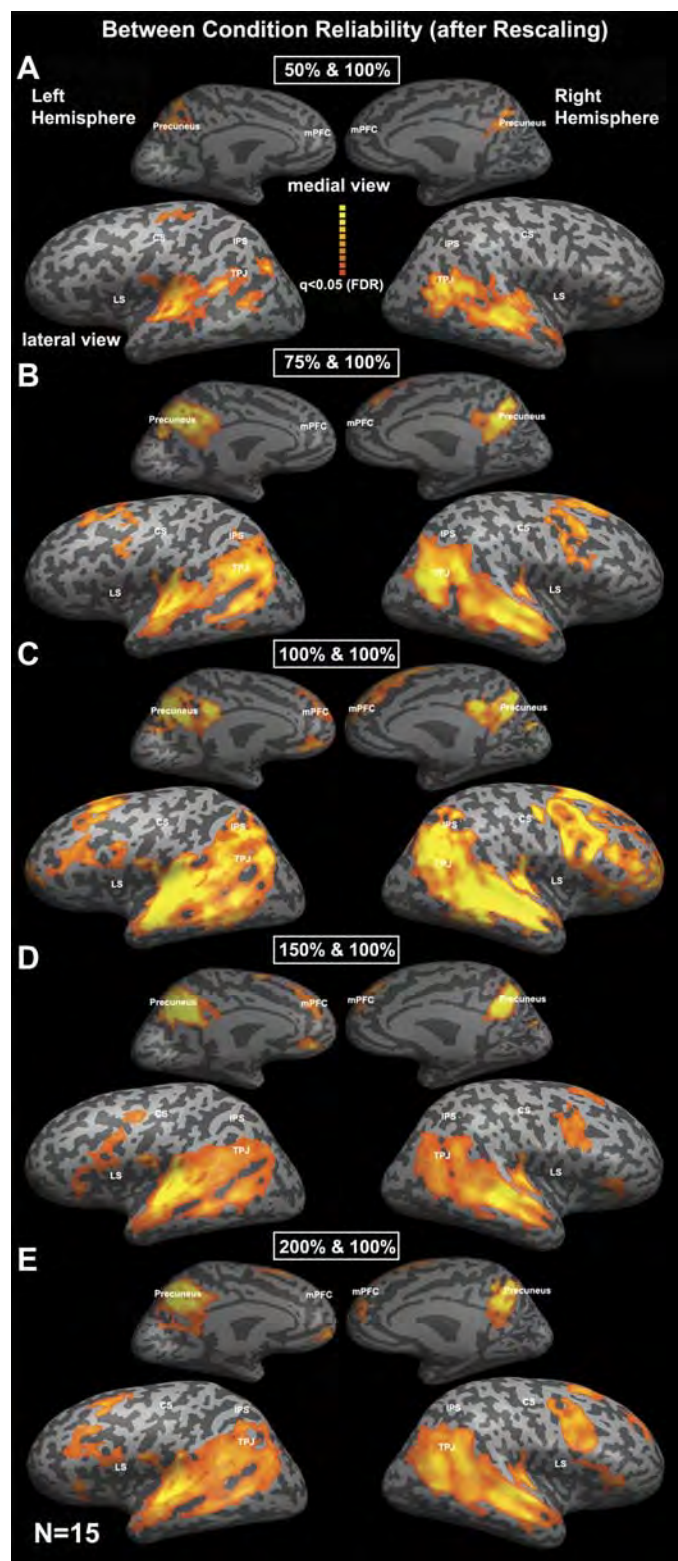 Between Condition Reliability (after Rescaling)
A
50% & 100%
Left
Hemisphere
Right
Hemisphere
Precuneus
mPFC
mPFC
Precuneus
medial view
CS
IPS
IPS
CS
TPJ
TPJ
q<0.05 (FDR)
LS
LS
lateral view
B
75% & 100%
Precuneus
mPFC
mPFC
Precuneus
CS
IPS
IPS
CS
TPJ
TPJ
LS
LS
C
100% & 100%
Precuneus
mPFC
mPFC
Precuneus
CS
IPS
IPS
CS
TPJ
TPJ
LS
LS
D
150% & 100%
Precuneus
mPFC
mPFC
Precuneus
CS
IPS
IPS
CS
TPJ
TPJ
LS
LS
E
200% & 100%
Precuneus
mPFC
mPFC
Precuneus
CS
IPS
IPS
CS
TPJ
TPJ
LS
LS
N=15